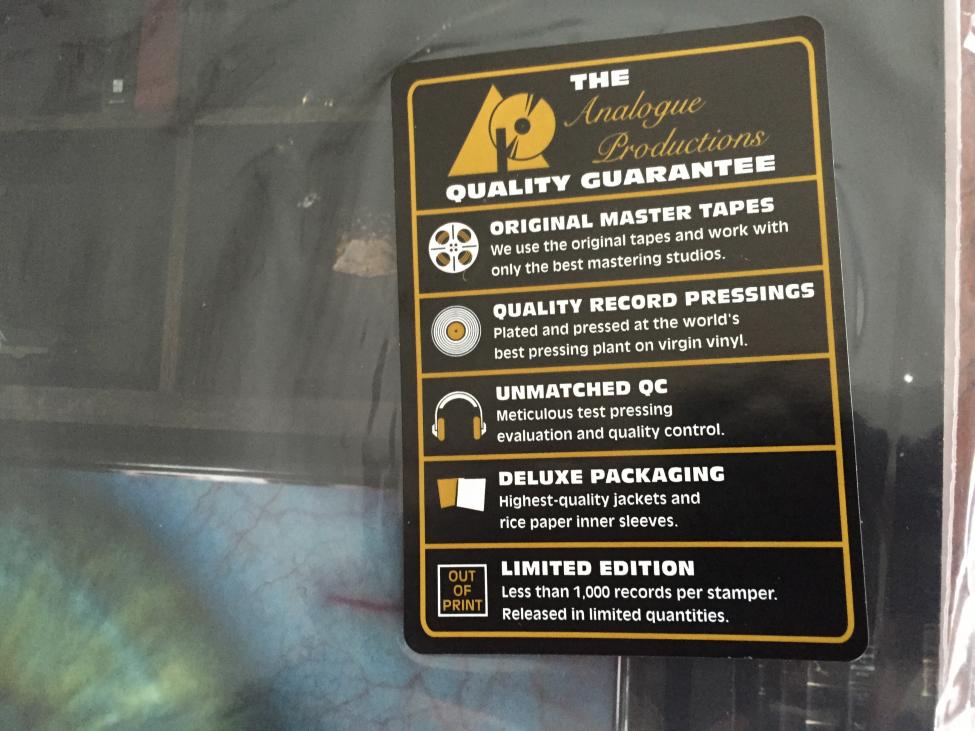 THE
Analogue
Productions
QUALITY GUARANTEE
ORIGINAL MASTER TAPES
We use the original tapes and work with
only the best mastering studios.
QUALITY RECORD PRESSINGS
Plated and pressed at the world's
best pressing plant on virgin vinyl.
UNMATCHED QC
Meticulous test pressing
evaluation and quality control.
DELUXE PACKAGING
Highest-quality jackets and
rice paper inner sleeves.
OUT
OF
PRINT
LIMITED EDITION
Less than 1,000 records per stamper.
Released in limited quantities.